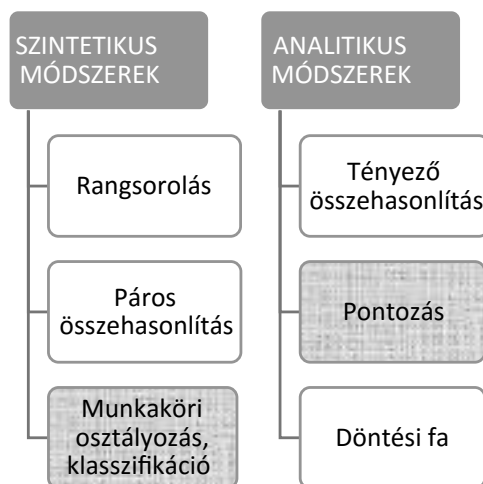 SZINTETIKUS
MÓDSZEREK
Rangsorolás
Páros
összehasonlítás
Munkaköri
osztályozás,
klasszifikáció
ANALITIKUS
MÓDSZEREK
Tényező
összehasonlítás
Pontozás
Döntési fa